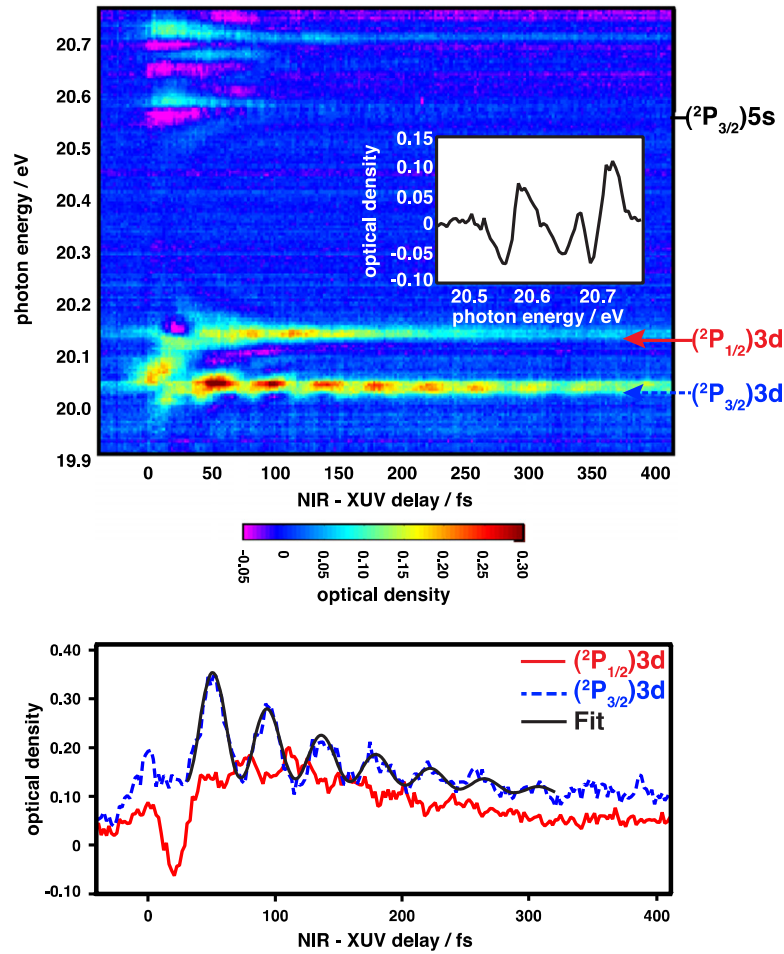 20.7
20.6
20.5
20.4
20.3
20.2
20.1
20.0
19.9
photon energy / eV
0.15
0.10
0.05
0
-0.05
-0.10
optical density
20.5 20.6 20.7
photon energy / eV
(²P3/2)5s
(²P1/2)3d
(²P3/2)3d
0 50 100 150 200 250 300 350 400
NIR - XUV delay / fs
-0.05 0 0.05 0.10 0.15 0.20 0.25 0.30
optical density
0.40
0.30
0.20
0.10
0
-0.10
optical density
(²P1/2)3d
(²P3/2)3d
Fit
0 100 200 300 400
NIR - XUV delay / fs